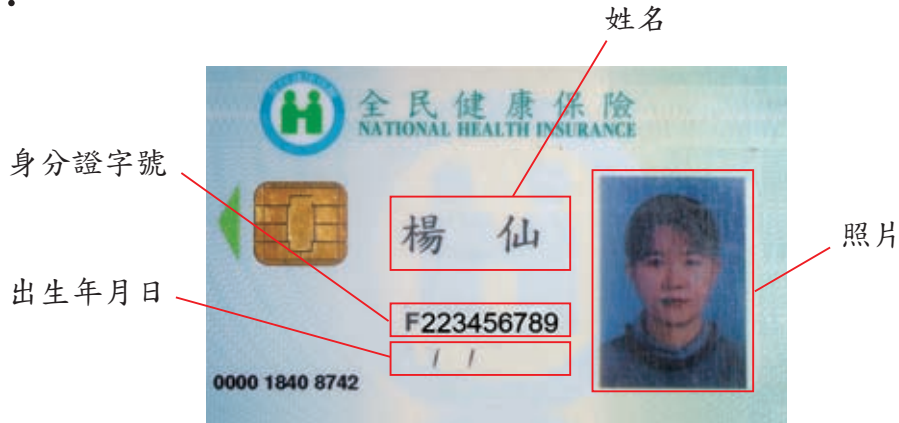 姓名
全民健康保險
NATIONAL HEALTH INSURANCE
身分證字號
楊 仙
照片
出生年月日
F223456789
/ /
0000 1840 8742